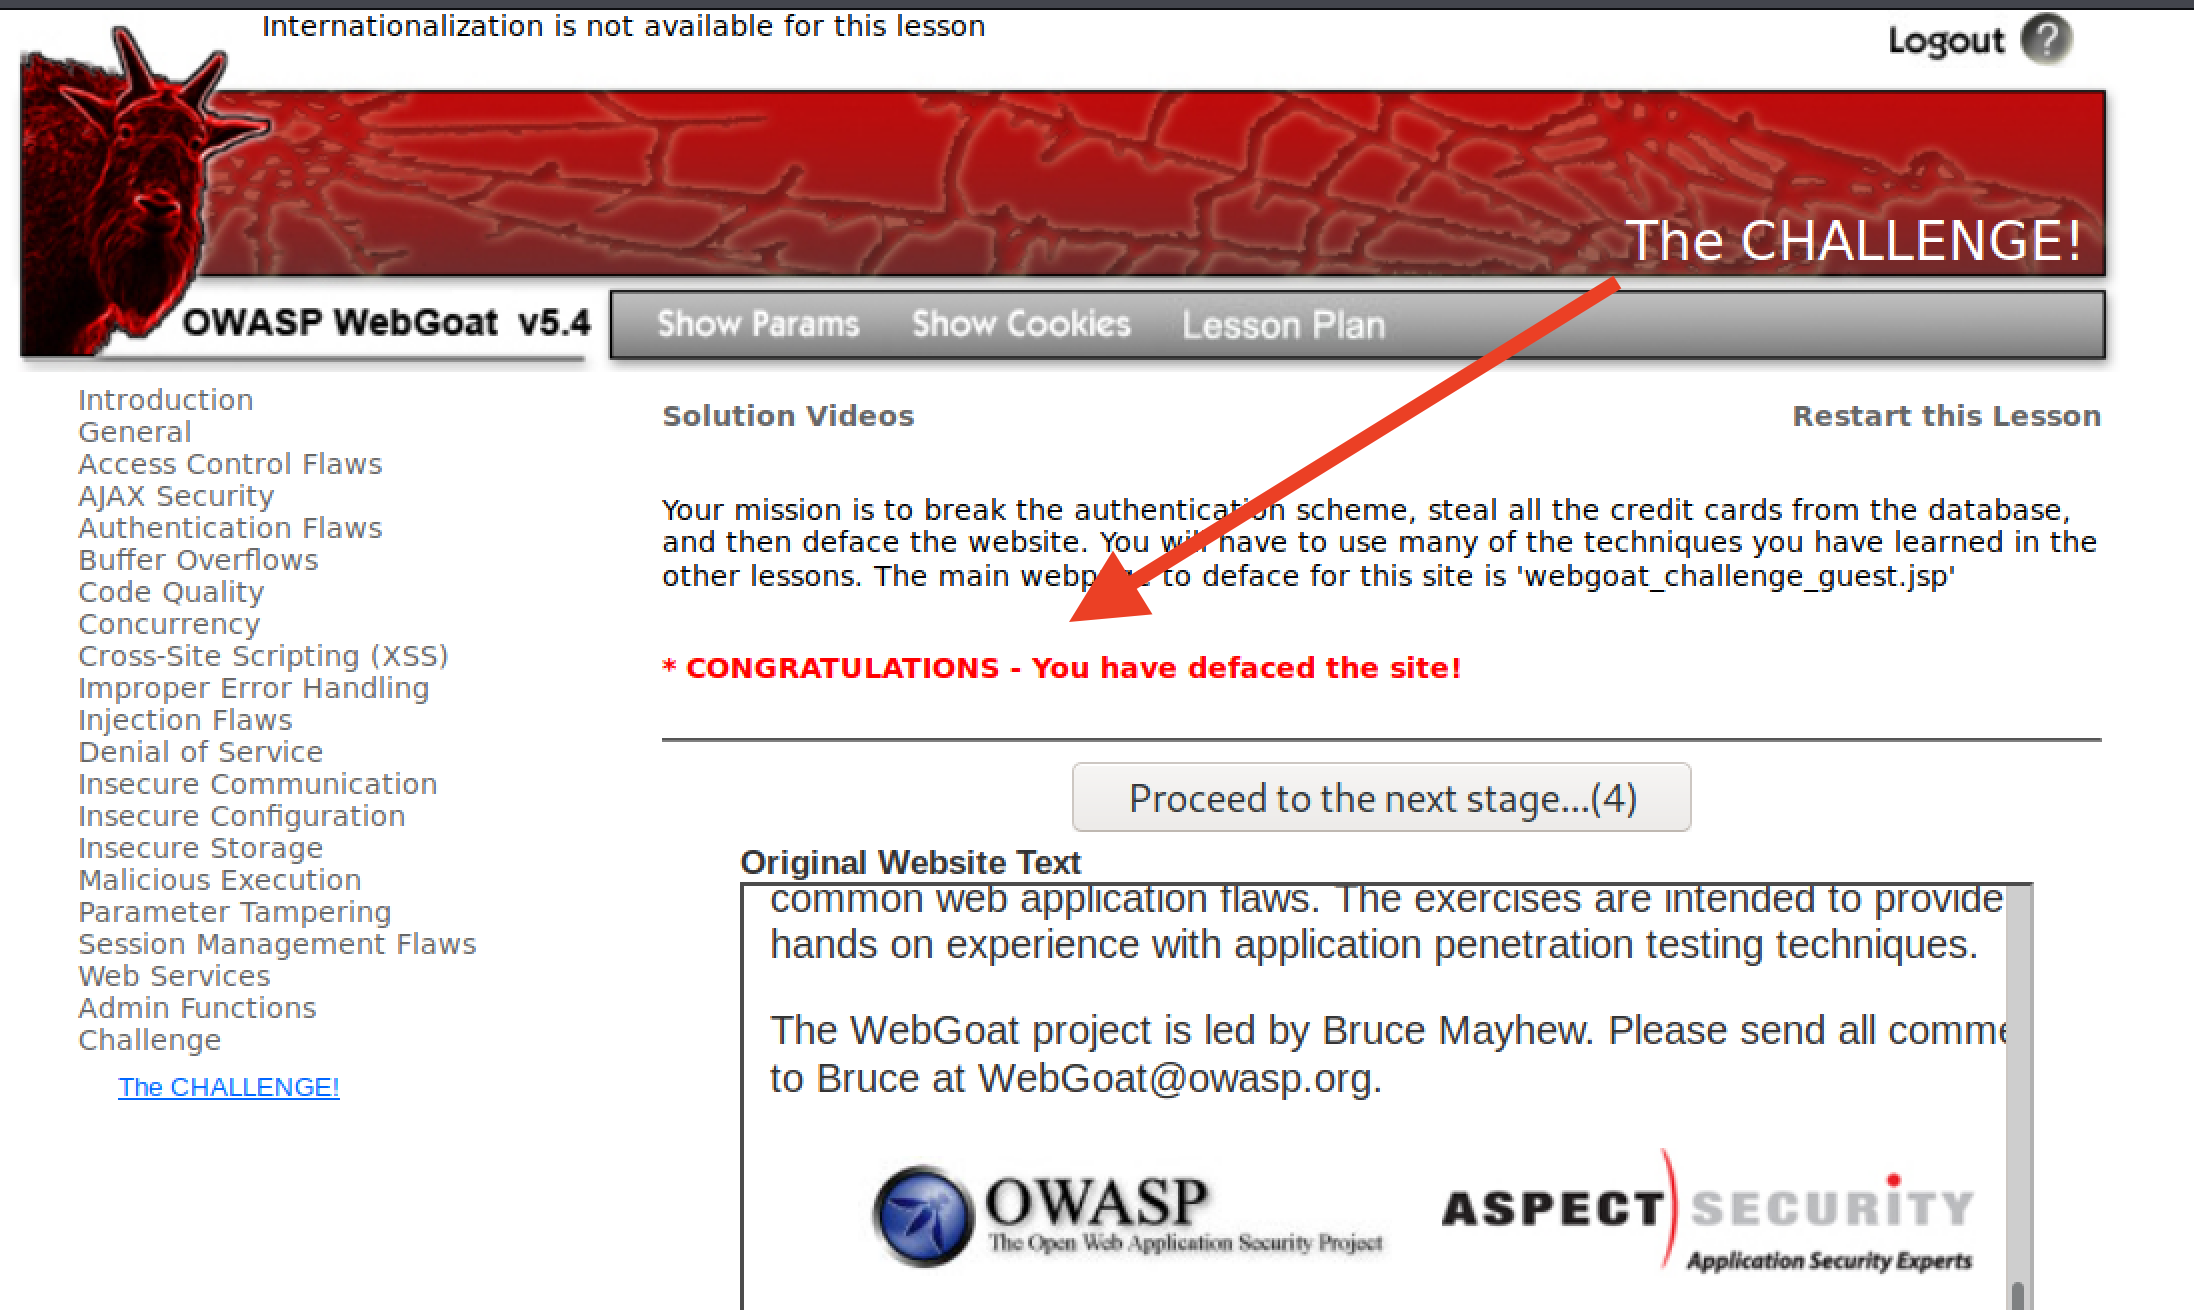 Internationalization is not available for this lesson
Logout ?
The CHALLENGE!
OWASP WebGoat v5.4
Show Params Show Cookies Lesson Plan
Introduction
General
Access Control Flaws
AJAX Security
Authentication Flaws
Buffer Overflows
Code Quality
Concurrency
Cross-Site Scripting (XSS)
Improper Error Handling
Injection Flaws
Denial of Service
Insecure Communication
Insecure Configuration
Insecure Storage
Malicious Execution
Parameter Tampering
Session Management Flaws
Web Services
Admin Functions
Challenge
The CHALLENGE!
Solution Videos Restart this Lesson
Your mission is to break the authentication scheme, steal all the credit cards from the database,
and then deface the website. You will have to use many of the techniques you have learned in the
other lessons. The main webpage to deface for this site is 'webgoat_challenge_guest.jsp'
* CONGRATULATIONS - You have defaced the site!
Proceed to the next stage...(4)
Original Website Text
common web application flaws. The exercises are intended to provide
hands on experience with application penetration testing techniques.
The WebGoat project is led by Bruce Mayhew. Please send all comme
to Bruce at WebGoat@owasp.org.
OWASP
The Open Web Application Security Project
ASPECT SECURITY
Application Security Experts